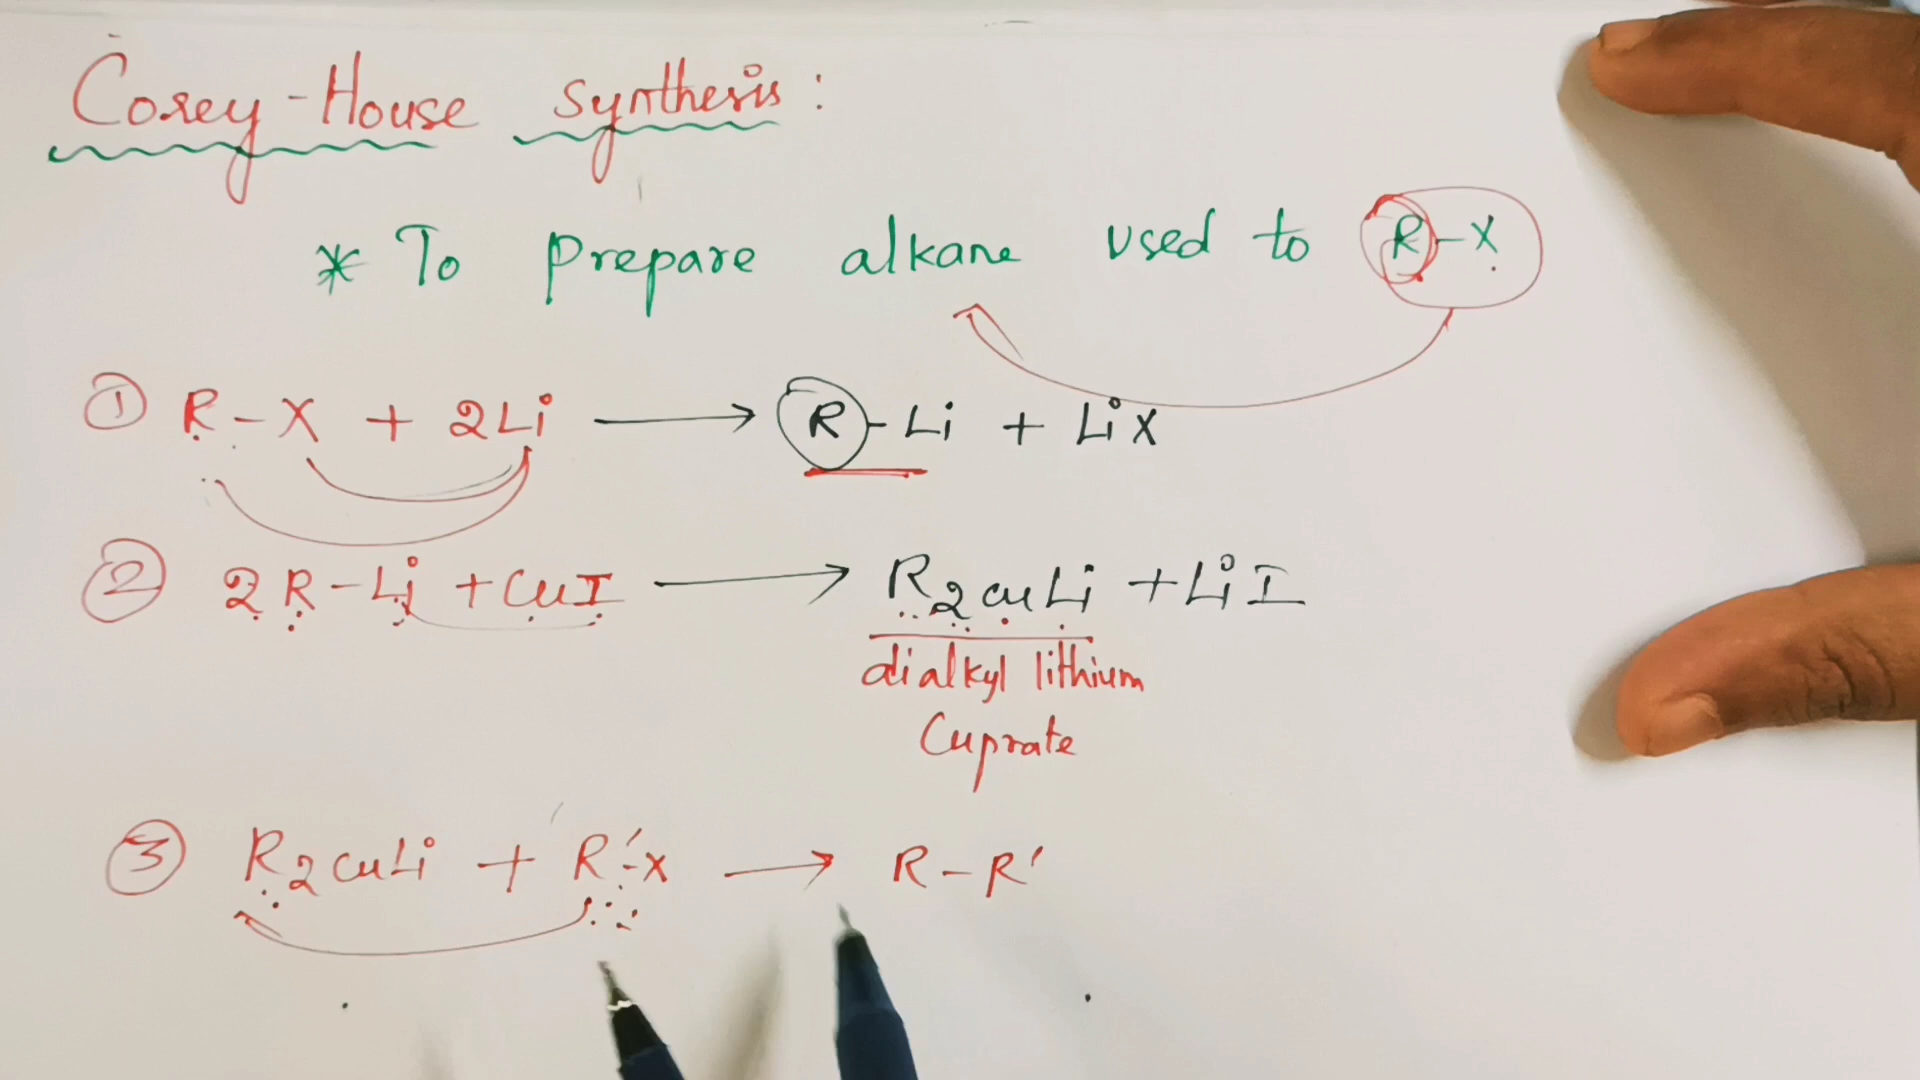 Corey-House synthesis:
* To Prepare alkane used to R-X
① R-X + 2Li ⟶ R-Li + LiX
② 2R-Li + CuI ⟶ R₂CuLi + LiI
dialkyl lithium
Cuprate
③ R₂CuLi + R'-X ⟶ R-R'